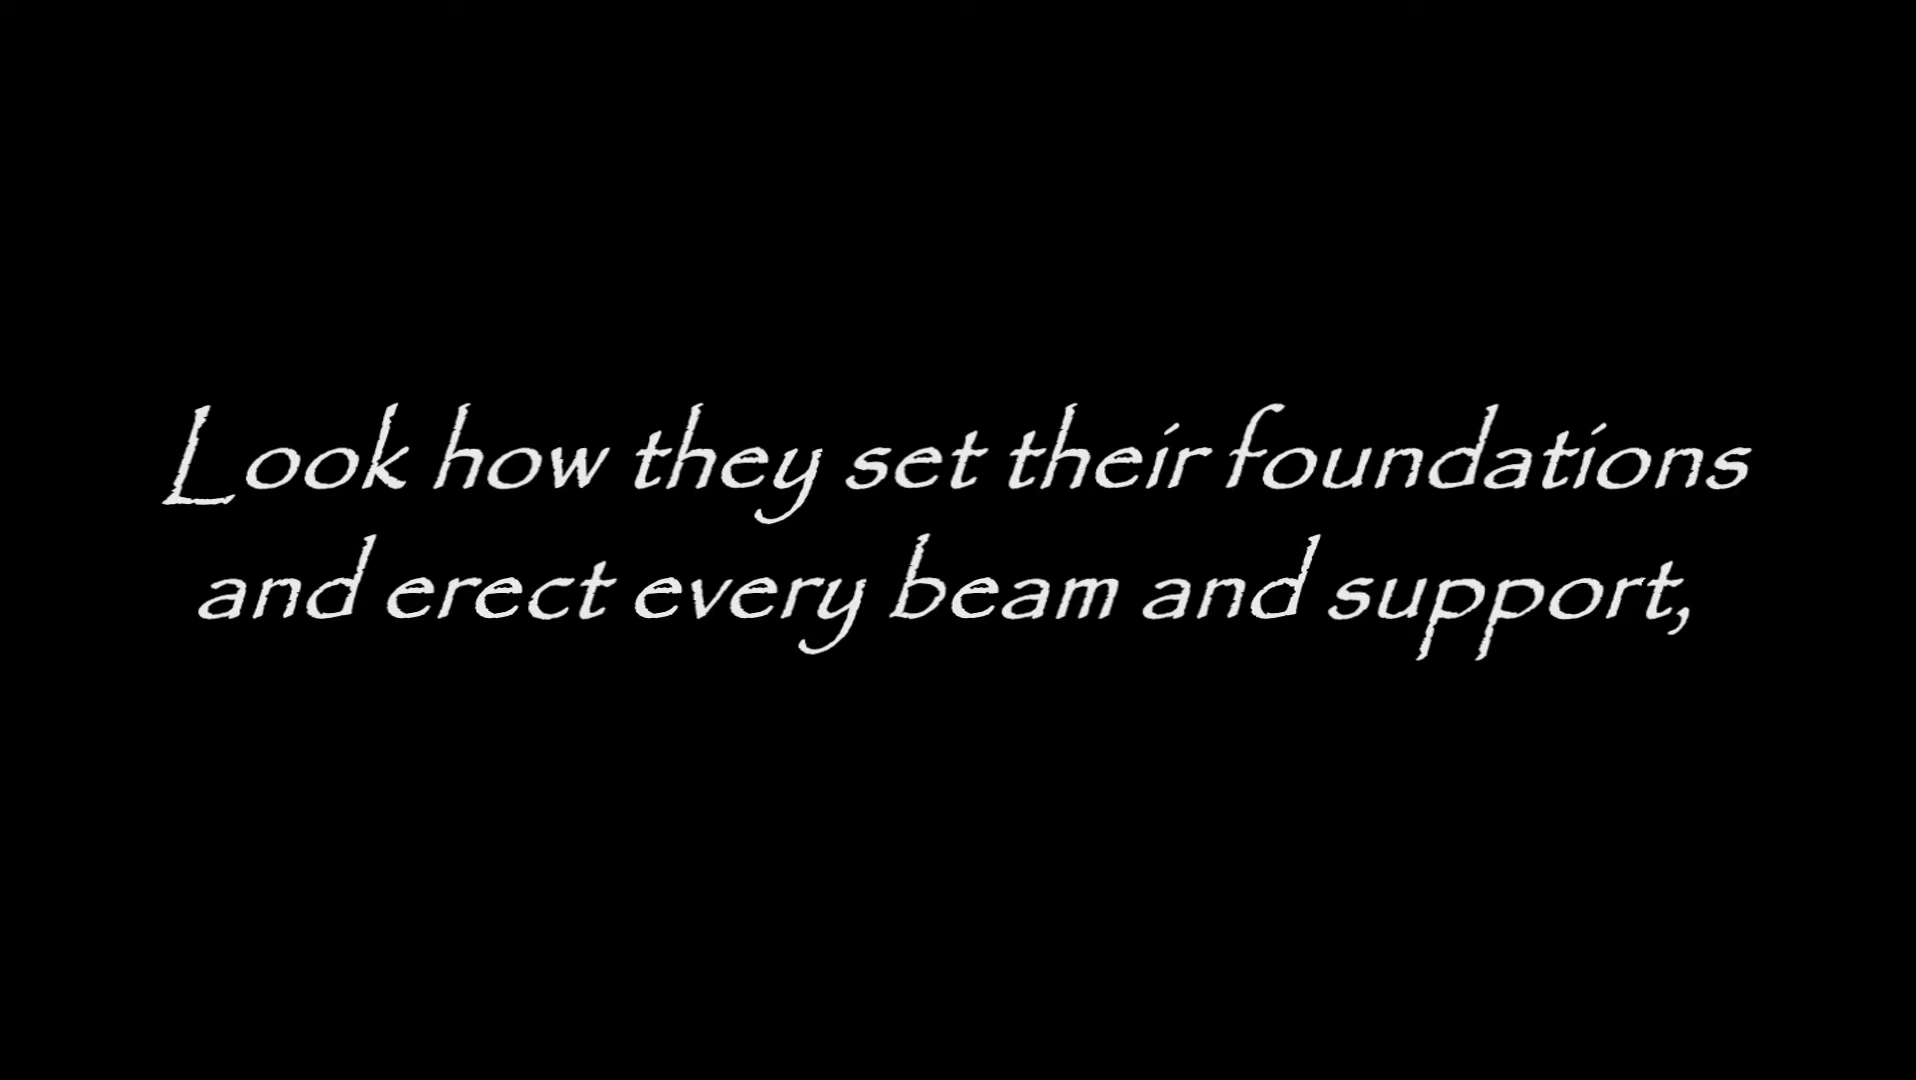 Look how they set their foundations
and erect every beam and support,